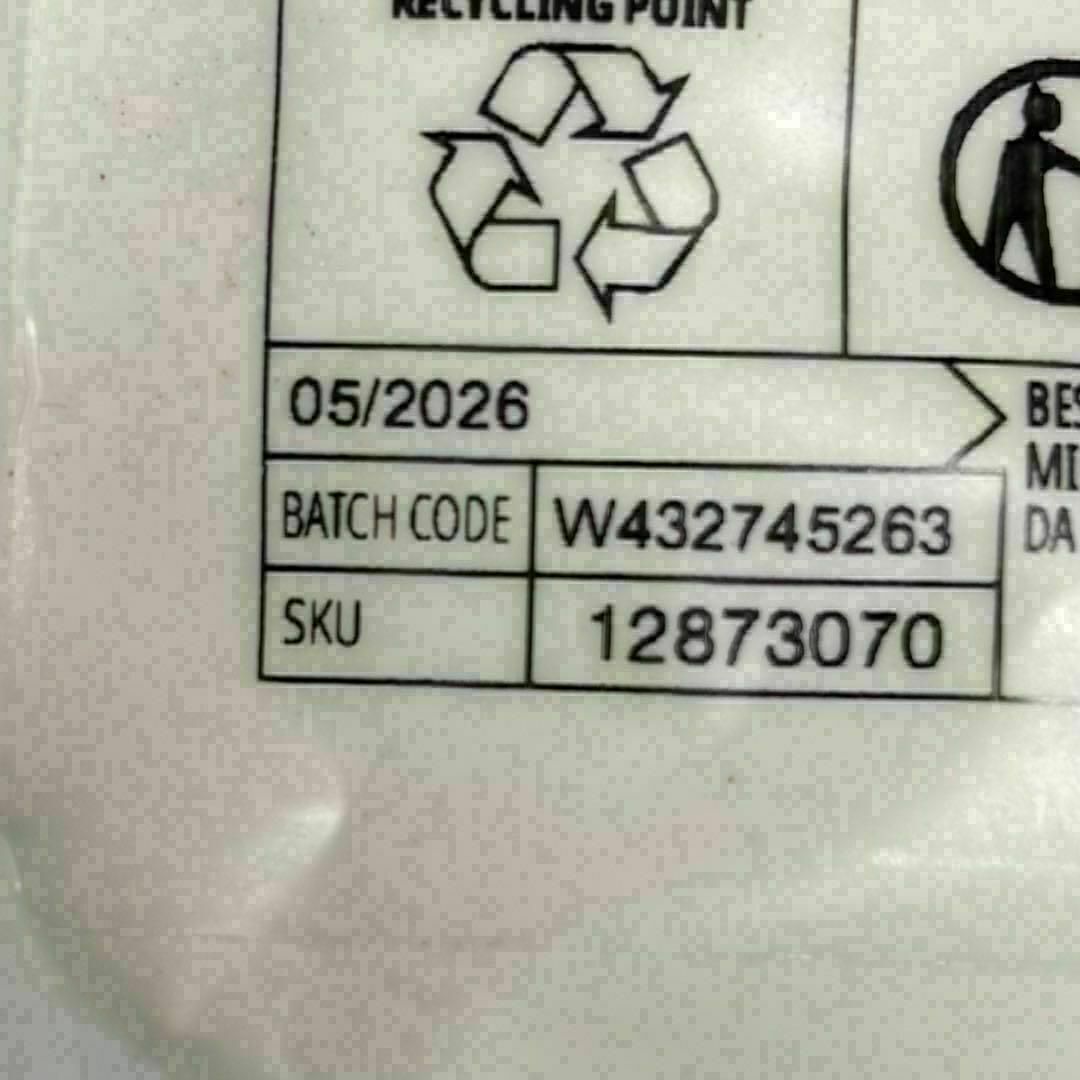 RECYCLING POINT
05/2026
BATCH CODE W432745263
SKU 12873070